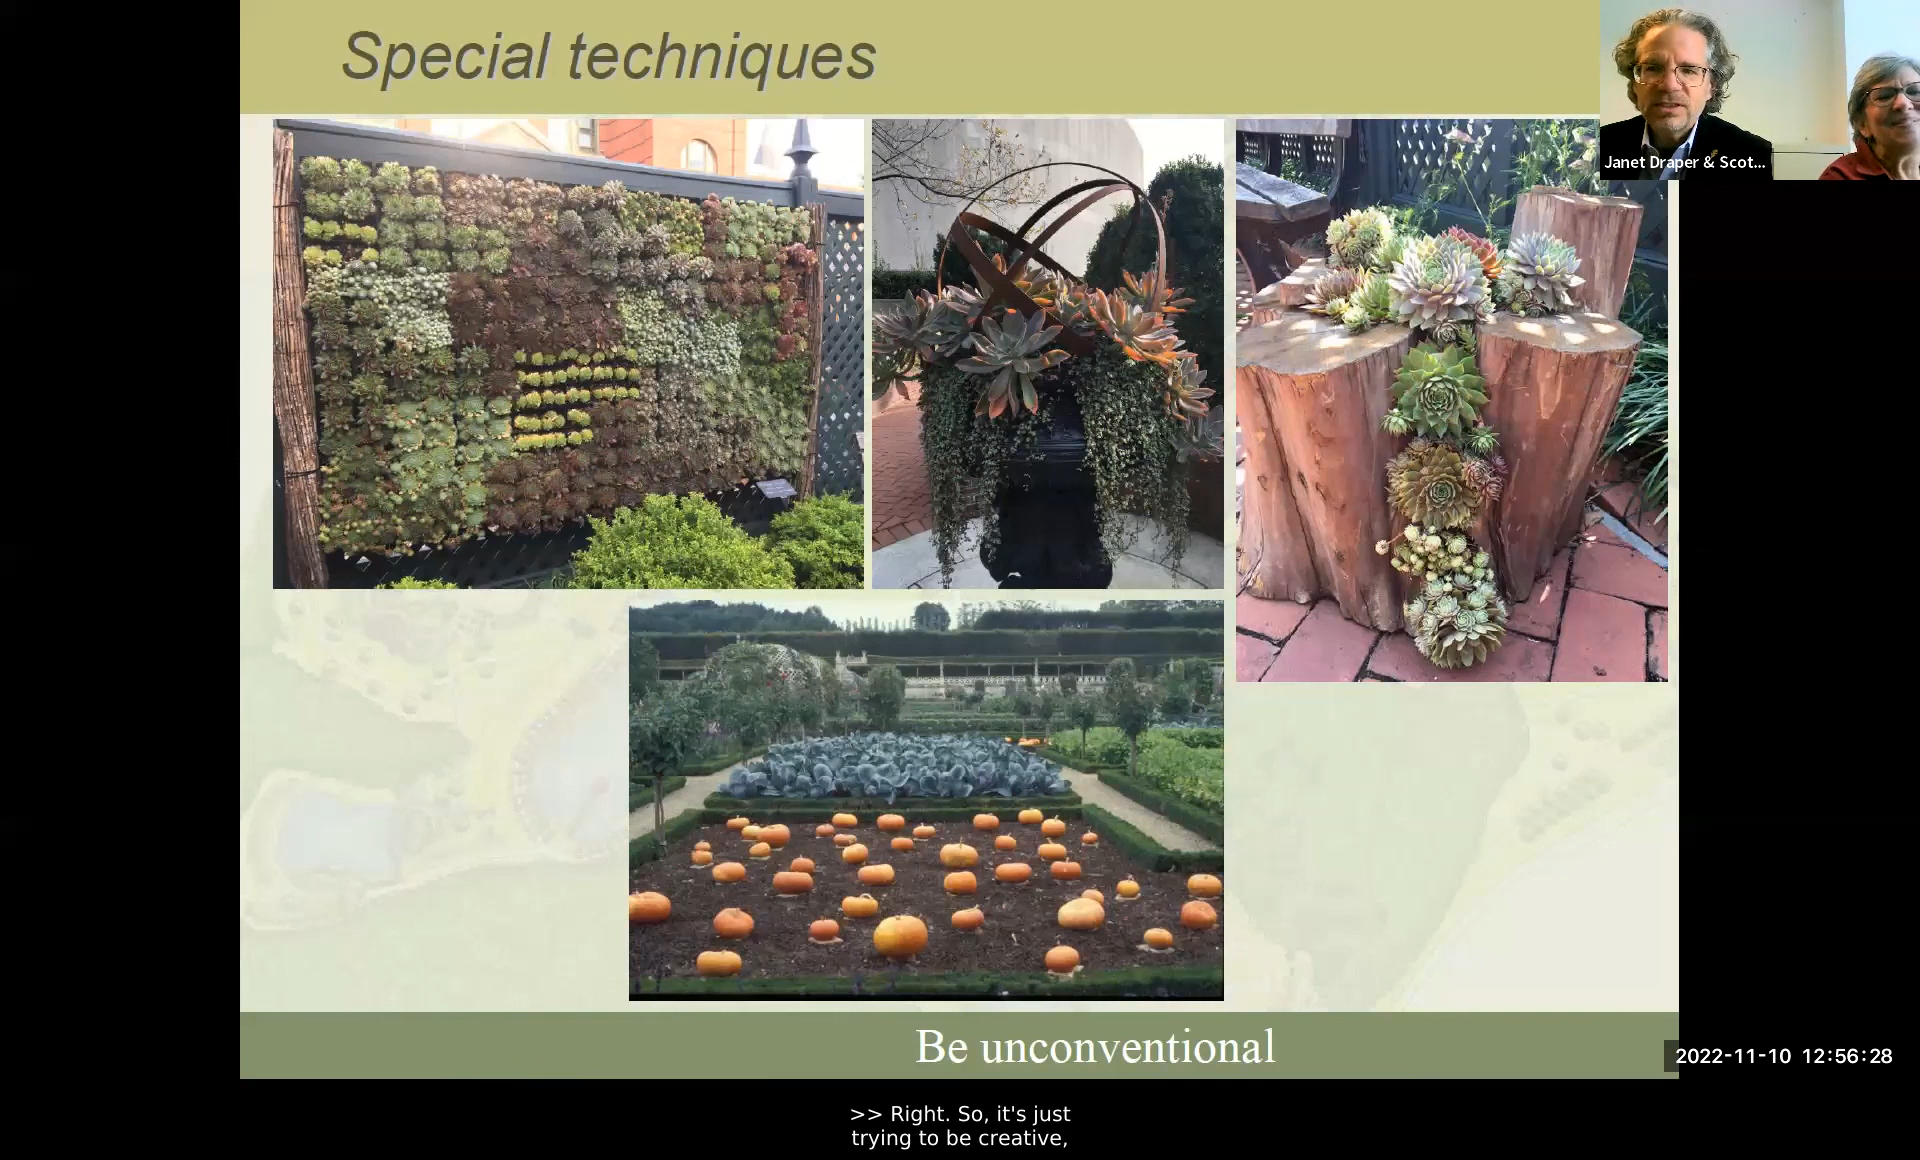 Special techniques
Janet Draper & Scot...
Be unconventional
2022-11-10 12:56:28
>> Right. So, it's just
trying to be creative,